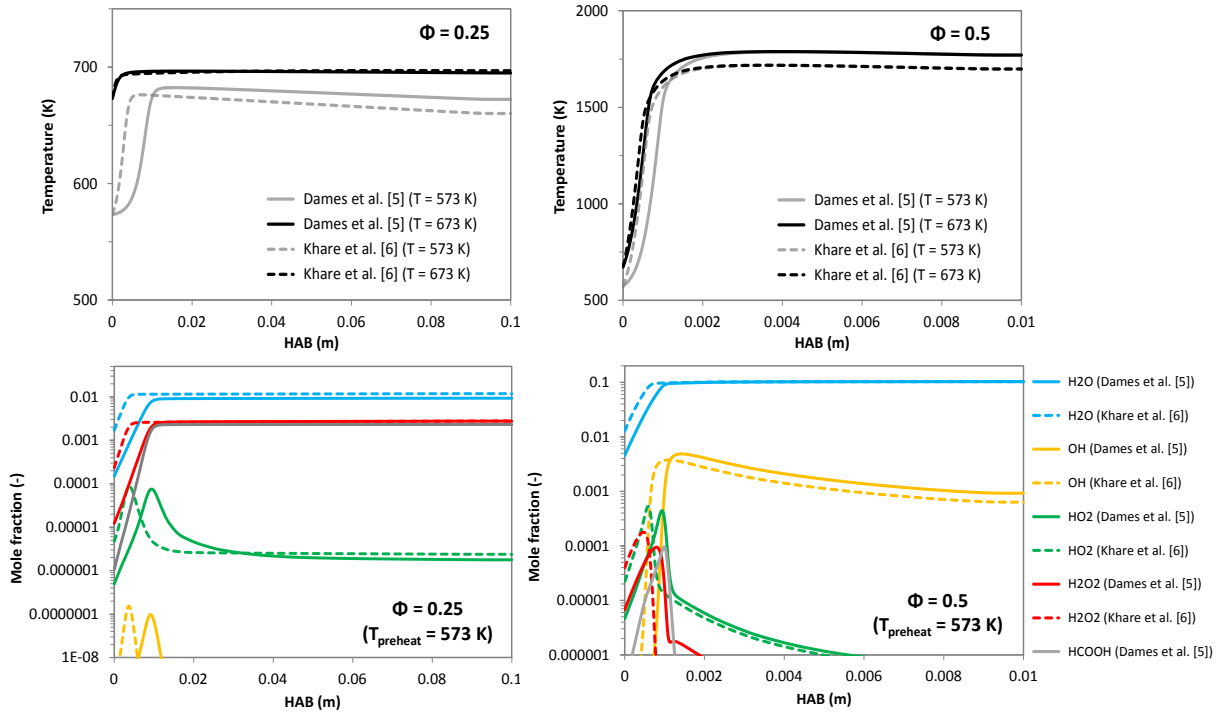 Φ = 0.25
Temperature (K)
700
600
500
Dames et al. [5] (T = 573 K)
Dames et al. [5] (T = 673 K)
Khare et al. [6] (T = 573 K)
Khare et al. [6] (T = 673 K)
0 0.02 0.04 0.06 0.08 0.1
HAB (m)
Φ = 0.5
Temperature (K)
2000
1500
1000
500
Dames et al. [5] (T = 573 K)
Dames et al. [5] (T = 673 K)
Khare et al. [6] (T = 573 K)
Khare et al. [6] (T = 673 K)
0 0.002 0.004 0.006 0.008 0.01
HAB (m)
Mole fraction (-)
0.01
0.001
0.0001
0.00001
0.000001
0.0000001
1E-08
Φ = 0.25
(Tpreheat = 573 K)
0 0.02 0.04 0.06 0.08 0.1
HAB (m)
Mole fraction (-)
0.1
0.01
0.001
0.0001
0.00001
0.000001
Φ = 0.5
(Tpreheat = 573 K)
0 0.002 0.004 0.006 0.008 0.01
HAB (m)
H2O (Dames et al. [5])
H2O (Khare et al. [6])
OH (Dames et al. [5])
OH (Khare et al. [6])
HO2 (Dames et al. [5])
HO2 (Khare et al. [6])
H2O2 (Dames et al. [5])
H2O2 (Khare et al. [6])
HCOOH (Dames et al. [5])